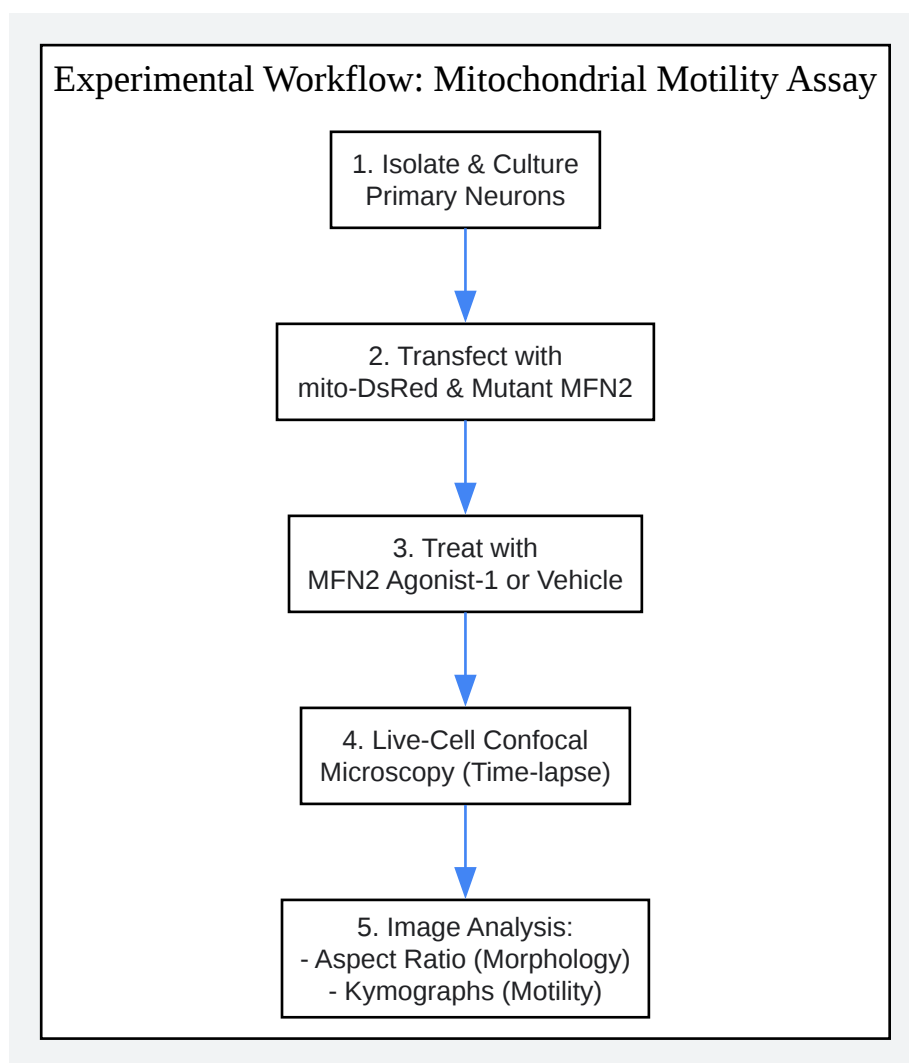 Experimental Workflow: Mitochondrial Motility Assay
1. Isolate & Culture
Primary Neurons
2. Transfect with
mito-DsRed & Mutant MFN2
3. Treat with
MFN2 Agonist-1 or Vehicle
4. Live-Cell Confocal
Microscopy (Time-lapse)
5. Image Analysis:
- Aspect Ratio (Morphology)
- Kymographs (Motility)